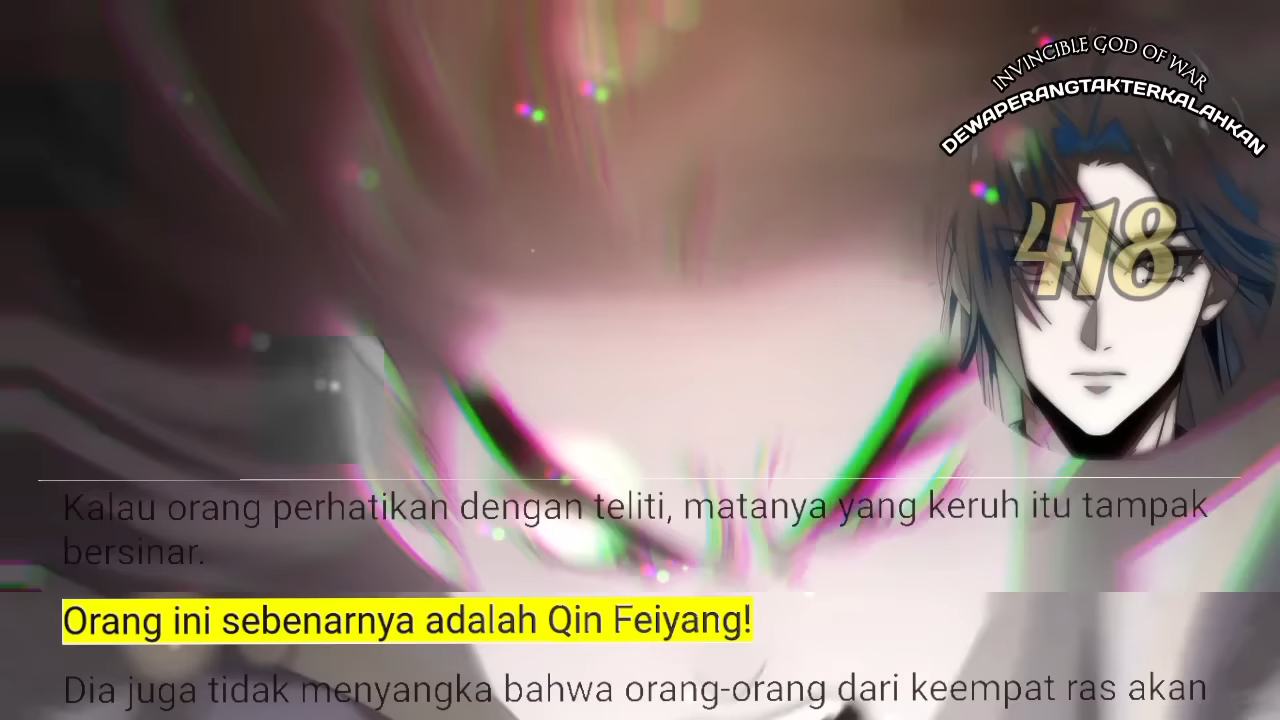 INVINCIBLE GOD OF WAR
DEWAPERANGTAKTERKALAHKAN
418
Kalau orang perhatikan dengan teliti, matanya yang keruh itu tampak
bersinar.
Orang ini sebenarnya adalah Qin Feiyang!
Dia juga tidak menyangka bahwa orang-orang dari keempat ras akan